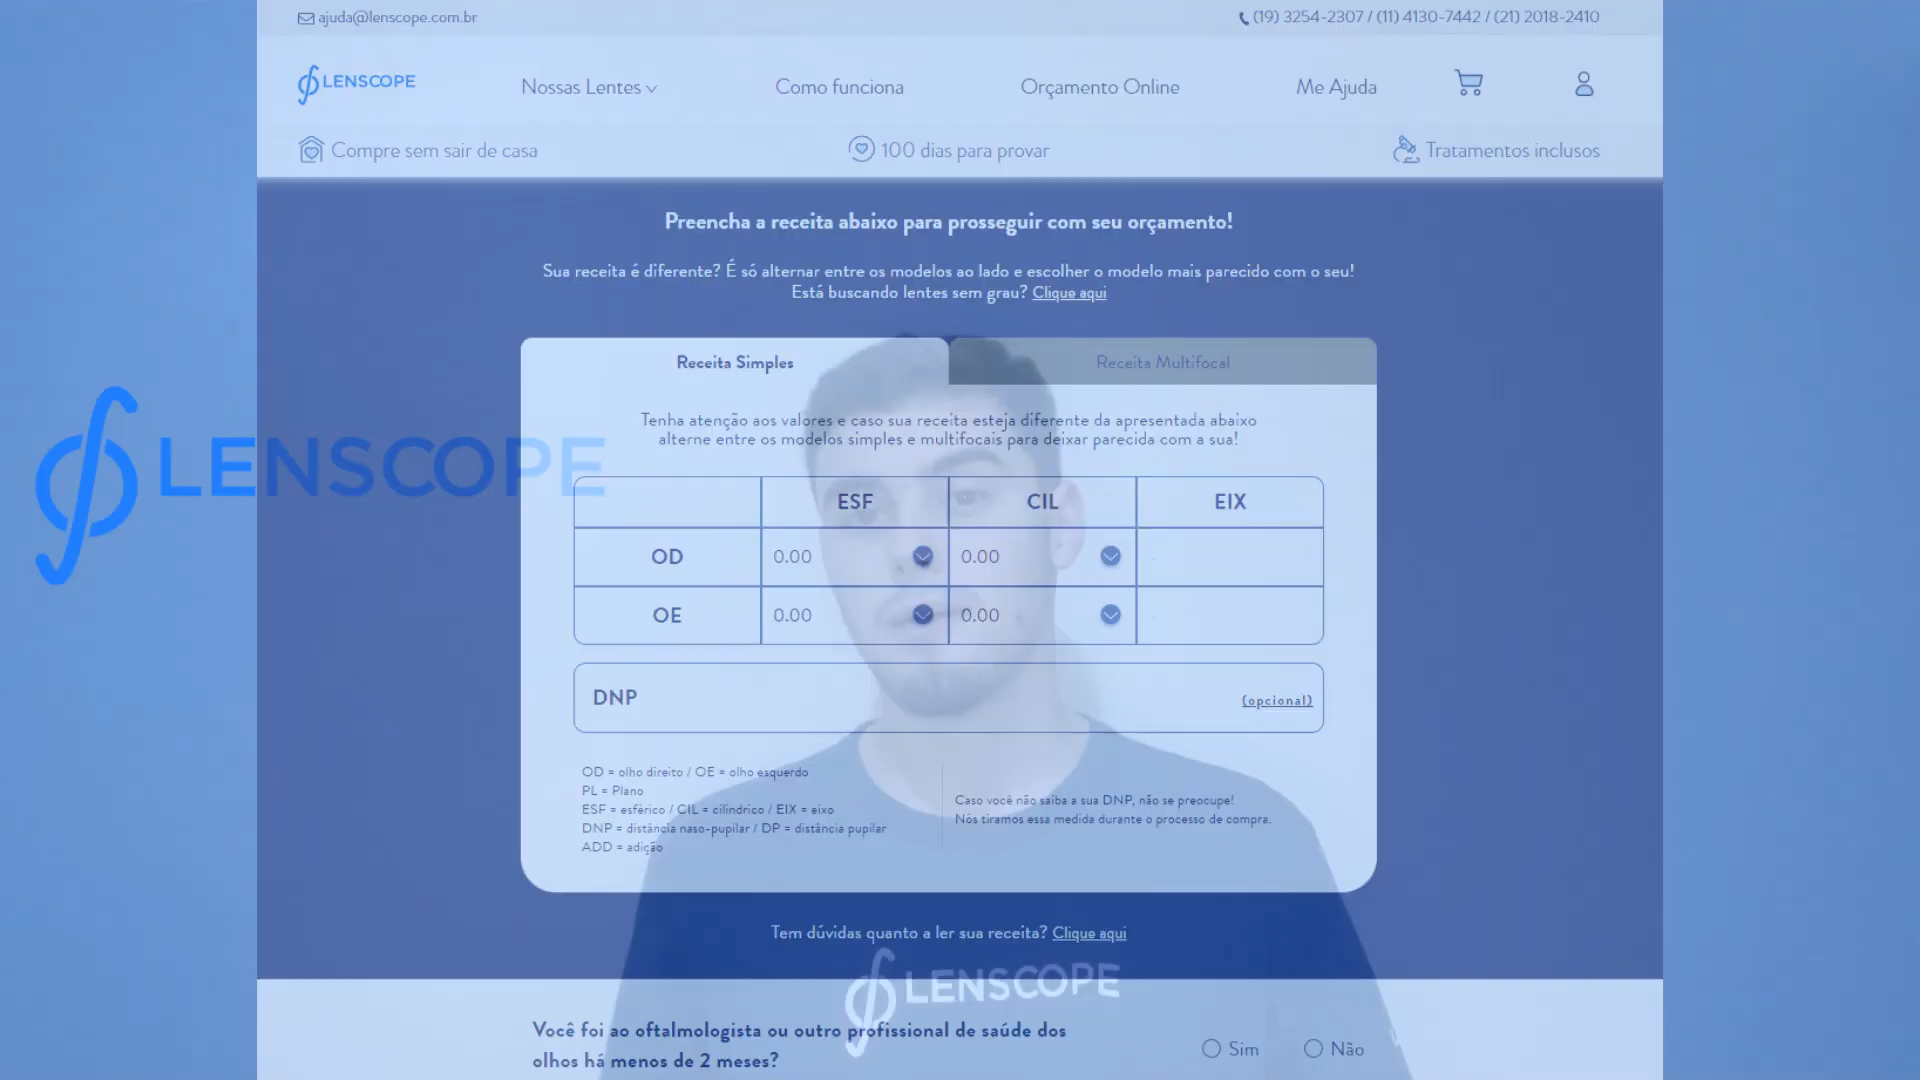 ajuda@lenscope.com.br
(19) 3254-2307 / (11) 4130-7442 / (21) 2018-2410
LENSCOPE
Nossas Lentes
Como funciona
Orçamento Online
Me Ajuda
Compre sem sair de casa
100 dias para provar
Tratamentos inclusos
Preencha a receita abaixo para prosseguir com seu orçamento!
Sua receita é diferente? É só alternar entre os modelos ao lado e escolher o modelo mais parecido com o seu!
Está buscando lentes sem grau? Clique aqui
Receita Simples
Receita Multifocal
Tenha atenção aos valores e caso sua receita esteja diferente da apresentada abaixo
alterne entre os modelos simples e multifocais para deixar parecida com a sua!
LENSCOPE
ESF CIL EIX
OD 0.00 0.00
OE 0.00 0.00
DNP (opcional)
OD = olho direito / OE = olho esquerdo
PL = Plano
ESF = esférico / CIL = cilíndrico / EIX = eixo
DNP = distância naso-pupilar / DP = distância pupilar
ADD = adição
Caso você não saiba a sua DNP, não se preocupe!
Nós tiramos essa medida durante o processo de compra.
Tem dúvidas quanto a ler sua receita? Clique aqui
LENSCOPE
Você foi ao oftalmologista ou outro profissional de saúde dos
olhos há menos de 2 meses?
Sim
Não